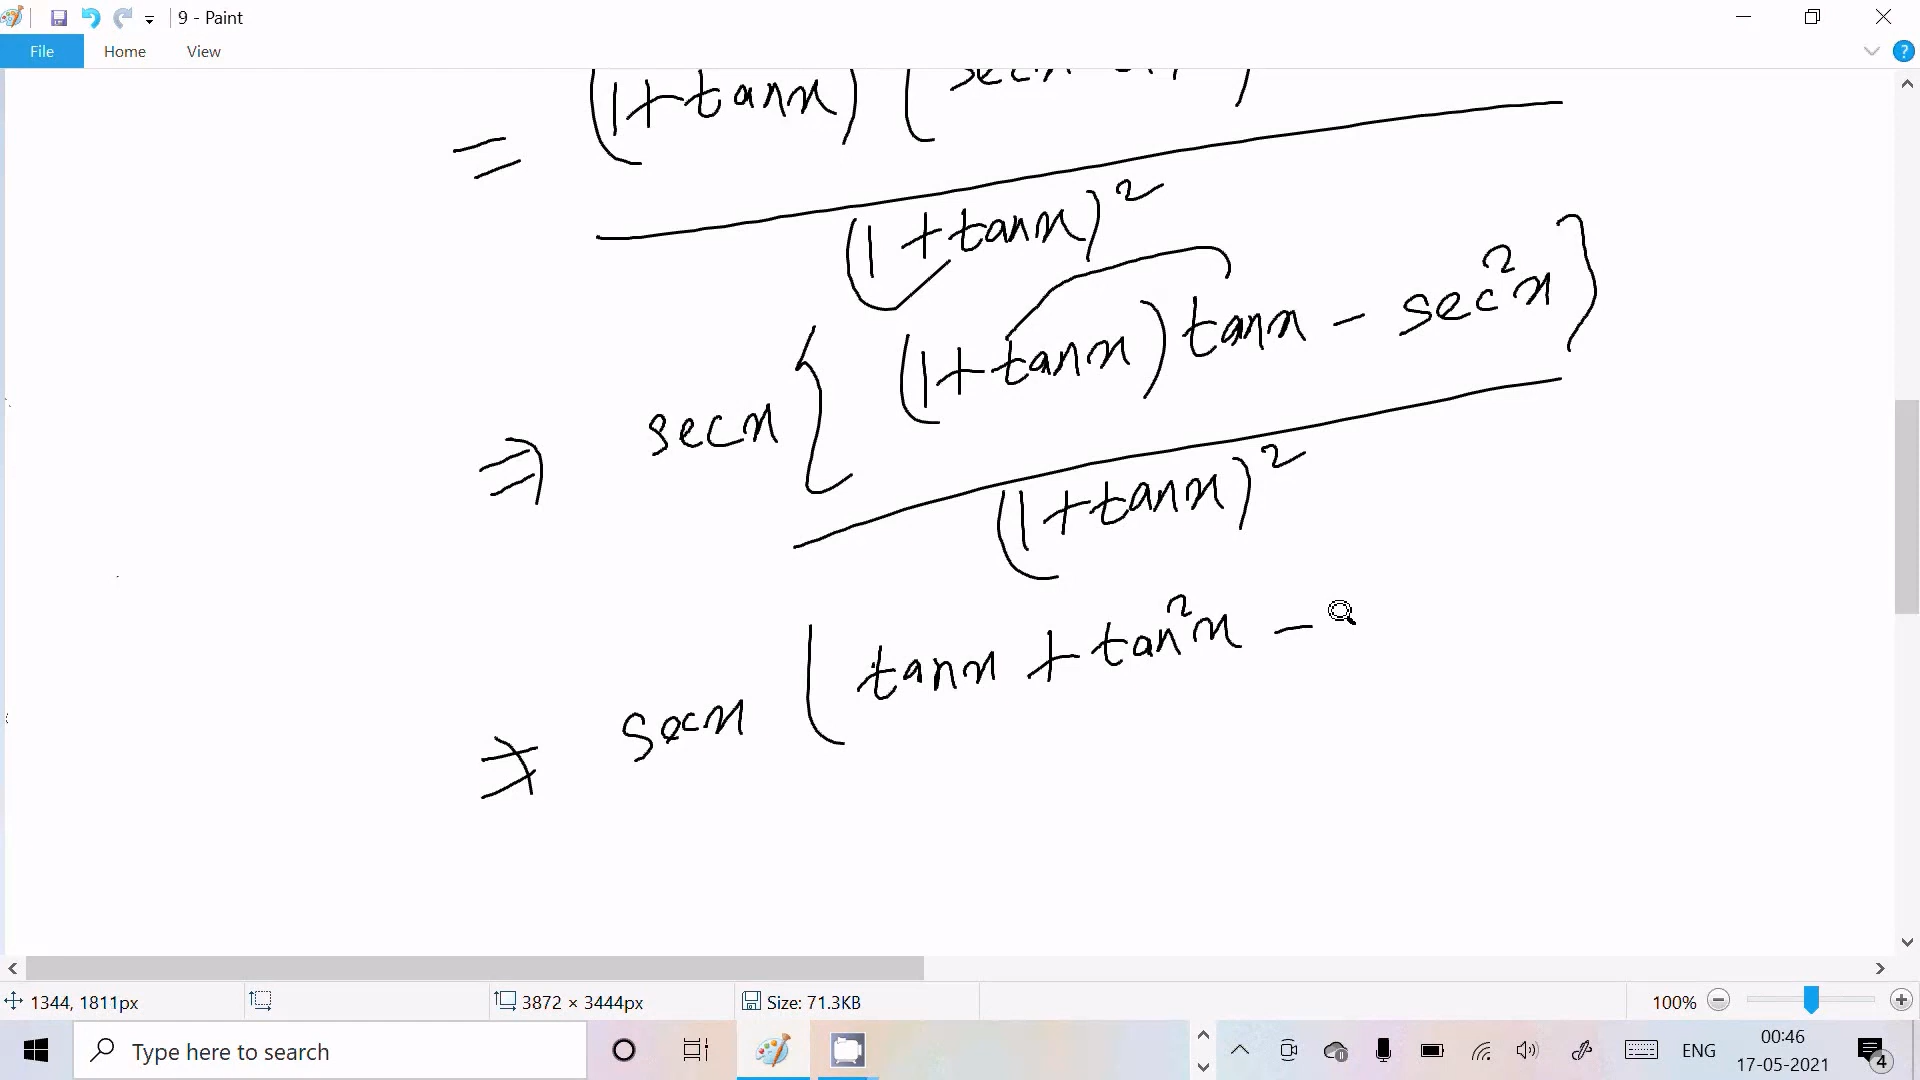 9 - Paint
File Home View
(1+tanx)
=
(1+tanx)²
⇒ secx{(1+tanx)tanx - sec²x}
(1+tanx)²
⇒ secx (tanx + tan²x -
1344, 1811px 3872 × 3444px Size: 71.3KB 100%
Type here to search ENG 00:46
17-05-2021 4